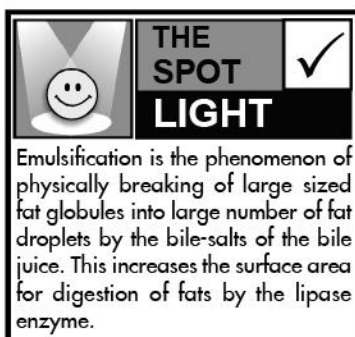 THE
SPOT
LIGHT
Emulsification is the phenomenon of
physically breaking of large sized
fat globules into large number of fat
droplets by the bile-salts of the bile
juice. This increases the surface area
for digestion of fats by the lipase
enzyme.